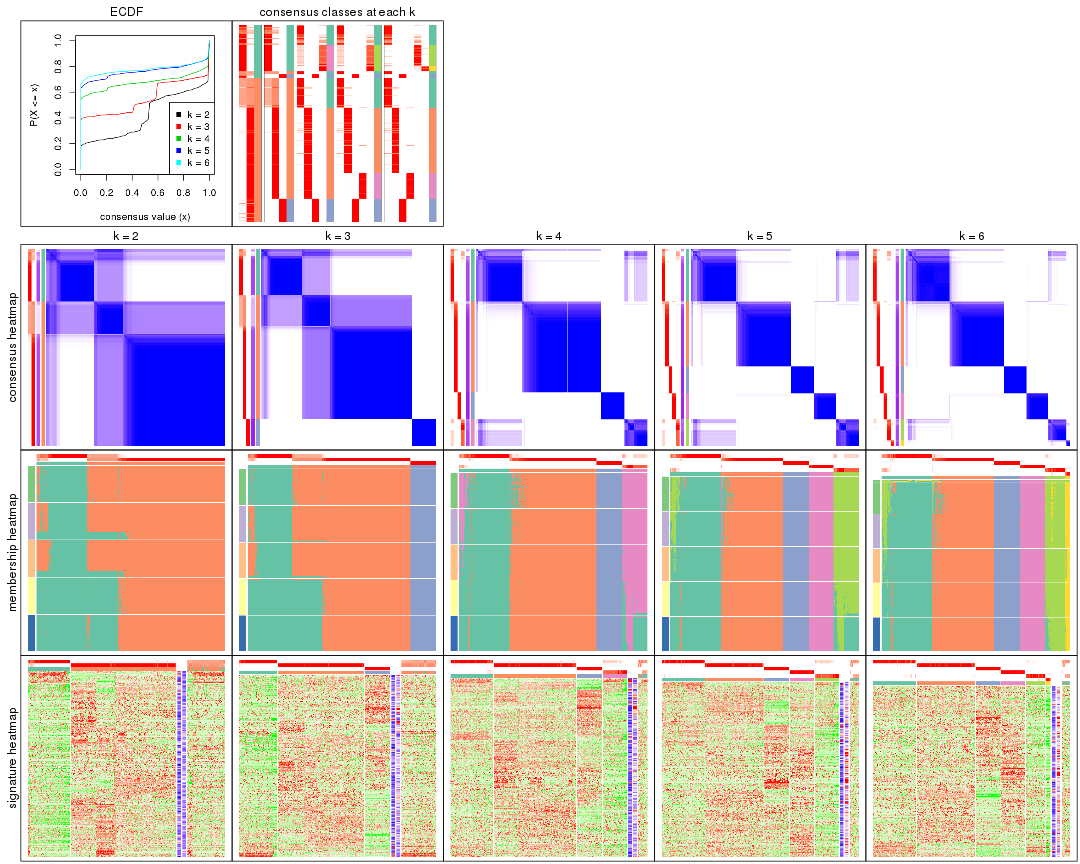 ECDF
consensus classes at each k
P(X <= x)
0.0
0.2
0.4
0.6
0.8
1.0
k = 2
k = 3
k = 4
k = 5
k = 6
0.0 0.2 0.4 0.6 0.8 1.0
consensus value (x)
k = 2
k = 3
k = 4
k = 5
k = 6
consensus heatmap
membership heatmap
signature heatmap